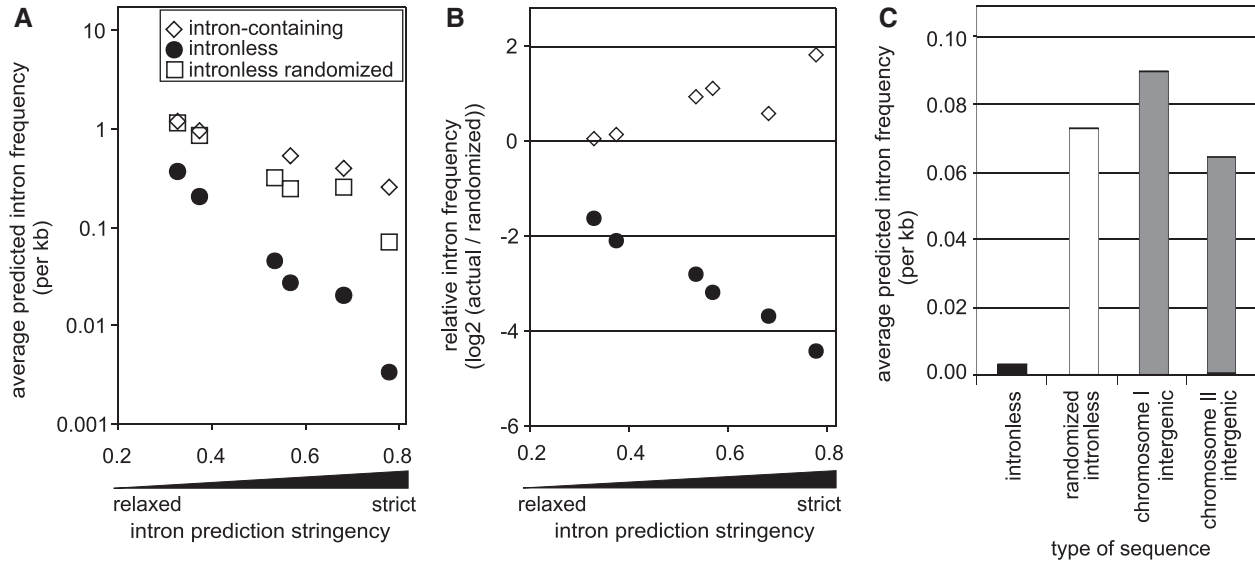 A
average predicted intron frequency
(per kb)
10
1
0.1
0.01
0.001
intron-containing
intronless
intronless randomized
0.2
0.4
0.6
0.8
relaxed
strict
intron prediction stringency
B
relative intron frequency
(log2 (actual / randomized))
2
0
-2
-4
-6
0.2
0.4
0.6
0.8
relaxed
strict
intron prediction stringency
C
average predicted intron frequency
(per kb)
0.10
0.08
0.06
0.04
0.02
0.00
intronless
randomized
intronless
chromosome I
intergenic
chromosome II
intergenic
type of sequence